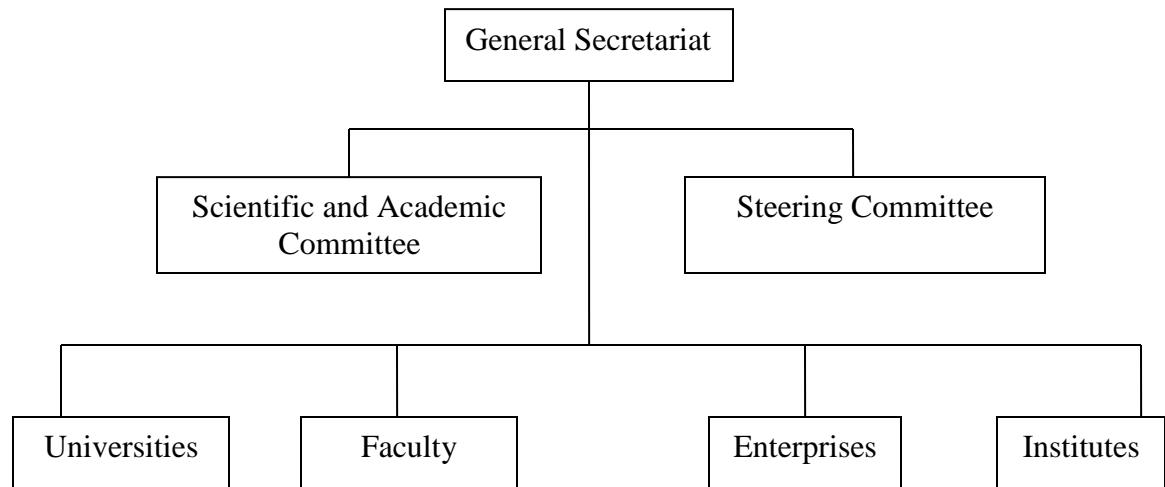 General Secretariat
Scientific and Academic
Committee
Steering Committee
Universities
Faculty
Enterprises
Institutes